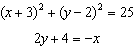 (x+3)² + (y−2)² = 25
2y + 4 = −x